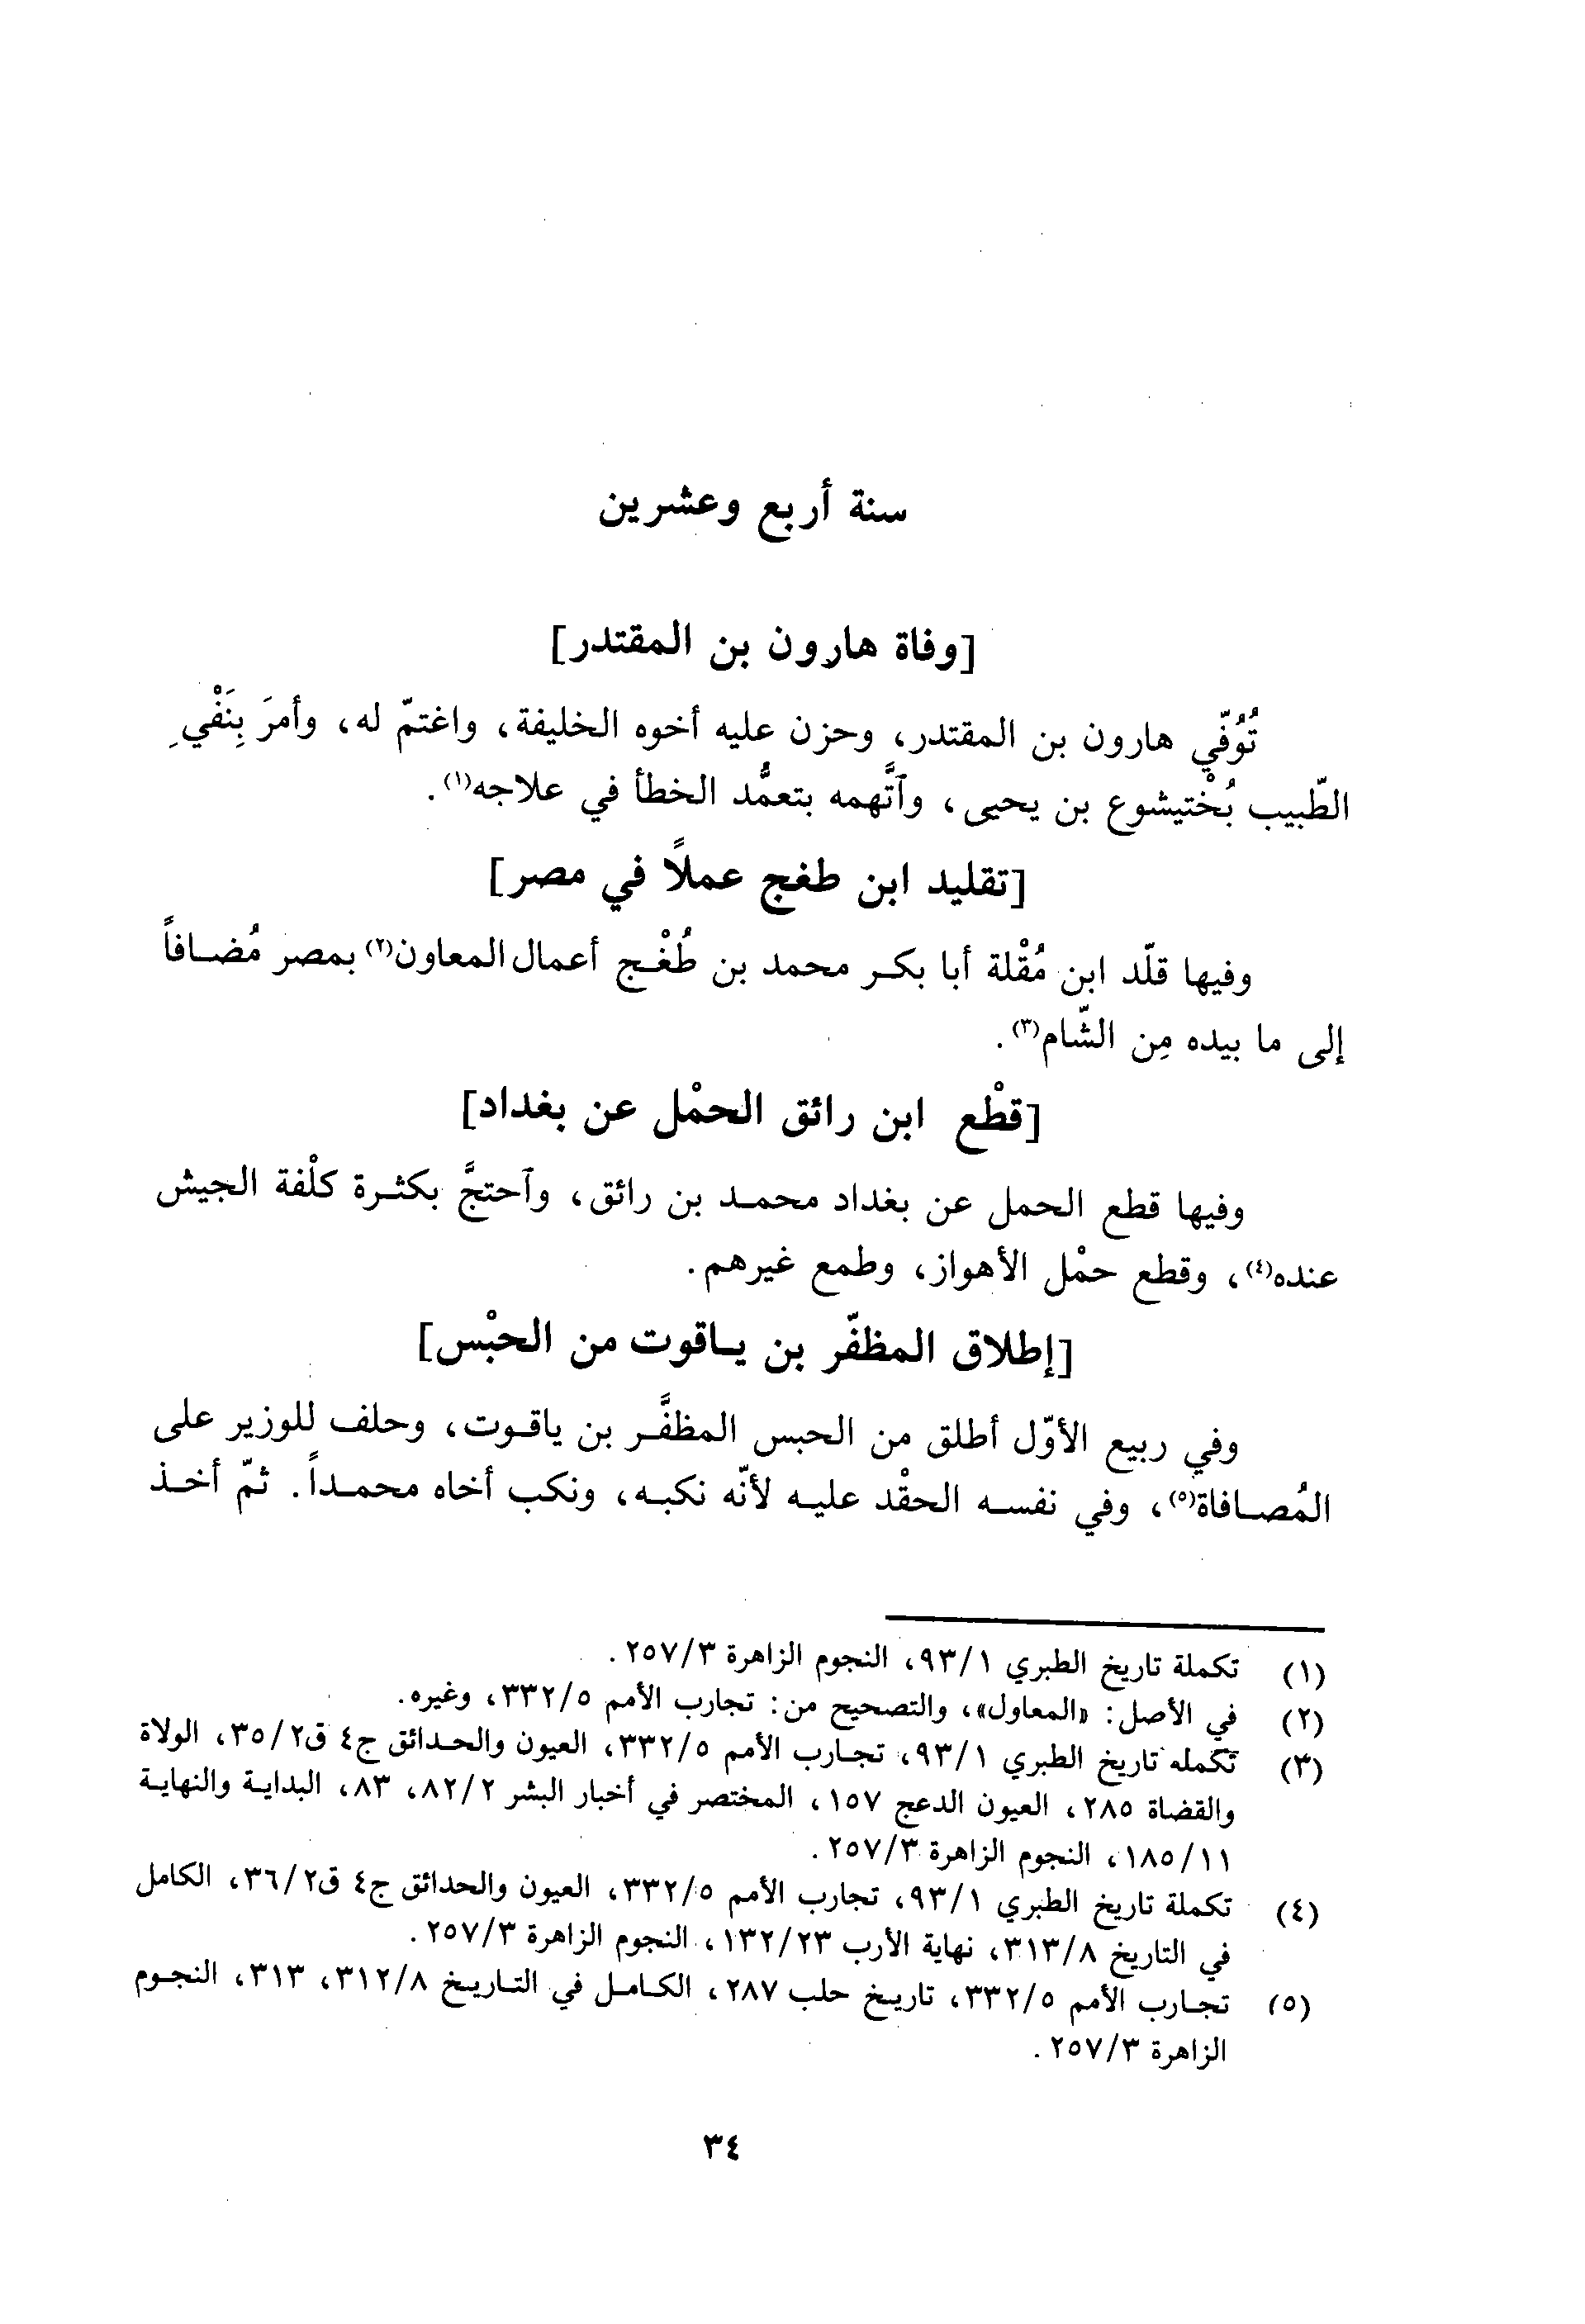 سنة أربع وعشرين
[وفاة هارون بن المقتدر]
تُوُفّي هارون بن المقتدر، وحزن عليه أخوه الخليفة، واغتمّ له، وأمرَ بِنَفْيِ
الطّبيب بُخْتيشوع بن يحيى، وآتَّهمه بتعمُّد الخطأ في علاجه(١).
[تقليد ابن طغج عملاً في مصر]
وفيها قلّد ابن مُقْلة أبا بكر محمد بن طُغْج أعمال المعاون(٢) بمصر مُضافاً
إلى ما بيده مِن الشّام(٣).
[قطْع ابن رائق الحمْل عن بغداد]
وفيها قطع الحمل عن بغداد محمد بن رائق، وآحتجَّ بكثرة كلْفة الجيش
عنده(٤)، وقطع حمْل الأهواز، وطمع غيرهم.
[إطلاق المظفّر بن ياقوت من الحبْس]
وفي ربيع الأوّل أطلق من الحبس المظفَّر بن ياقوت، وحلف للوزير على
المُصافاة(٥)، وفي نفسه الحقْد عليه لأنّه نكبه، ونكب أخاه محمداً. ثمّ أخذ
(١) تكملة تاريخ الطبري ٩٣/١، النجوم الزاهرة ٢٥٧/٣.
(٢) في الأصل: «المعاول»، والتصحيح من: تجارب الأمم ٣٣٢/٥، وغيره.
(٣) تكمله تاريخ الطبري ٩٣/١، تجارب الأمم ٣٣٢/٥، العيون والحدائق ج٤ ق٣٥/٢، الولاة
والقضاة ٢٨٥، العيون الدعج ١٥٧، المختصر في أخبار البشر ٨٢/٢، ٨٣، البداية والنهاية
١٨٥/١١، النجوم الزاهرة ٢٥٧/٣.
(٤) تكملة تاريخ الطبري ٩٣/١، تجارب الأمم ٣٣٢/٥، العيون والحدائق ج٤ ق٣٦/٢، الكامل
في التاريخ ٣١٣/٨، نهاية الأرب ١٣٢/٢٣، النجوم الزاهرة ٢٥٧/٣.
(٥) تجارب الأمم ٣٣٢/٥، تاريخ حلب ٢٨٧، الكامل في التاريخ ٣١٢/٨، ٣١٣، النجوم
الزاهرة ٢٥٧/٣.
٣٤